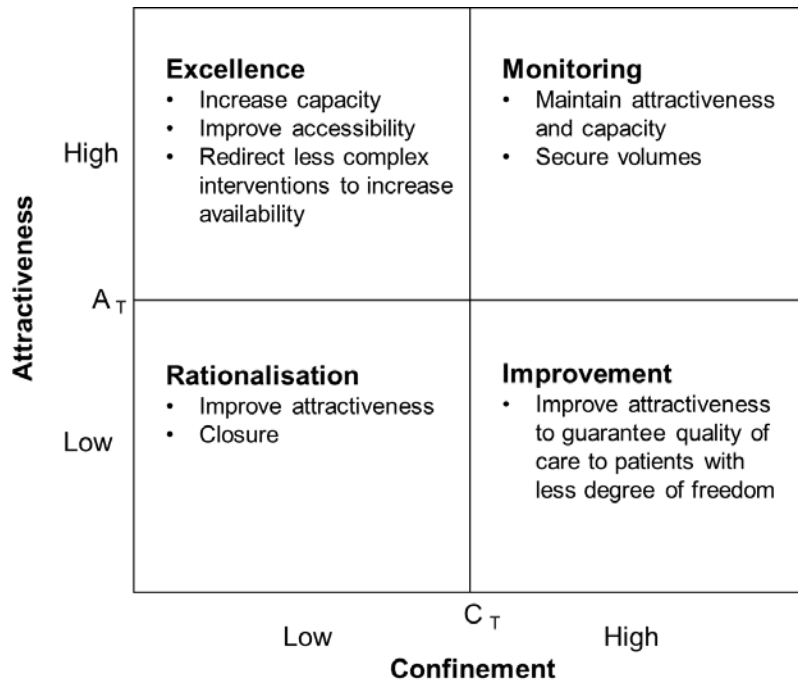 Excellence
• Increase capacity
• Improve accessibility
• Redirect less complex
interventions to increase
availability
Monitoring
• Maintain attractiveness
and capacity
• Secure volumes
High
Attractiveness
A T
Rationalisation
• Improve attractiveness
• Closure
Improvement
• Improve attractiveness
to guarantee quality of
care to patients with
less degree of freedom
Low
C T
Low
High
Confinement